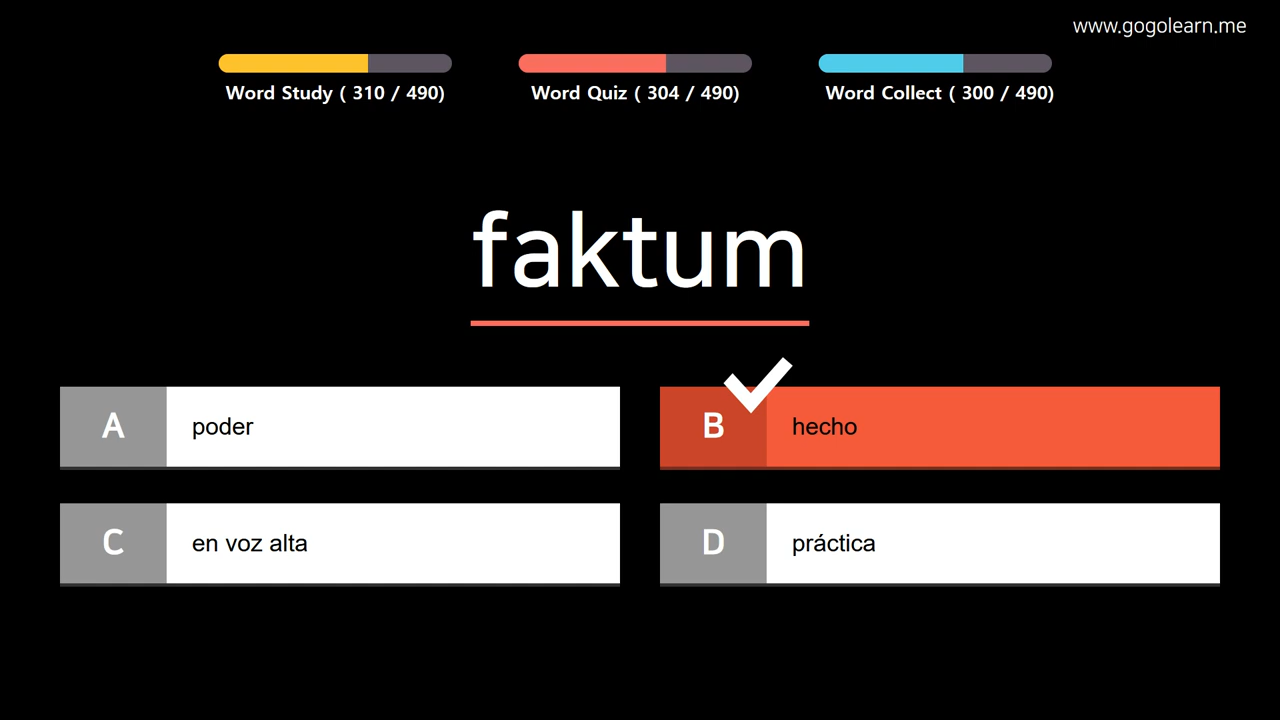 www.gogolearn.me
Word Study ( 310 / 490)
Word Quiz ( 304 / 490)
Word Collect ( 300 / 490)
faktum
A poder
B hecho
C en voz alta
D práctica